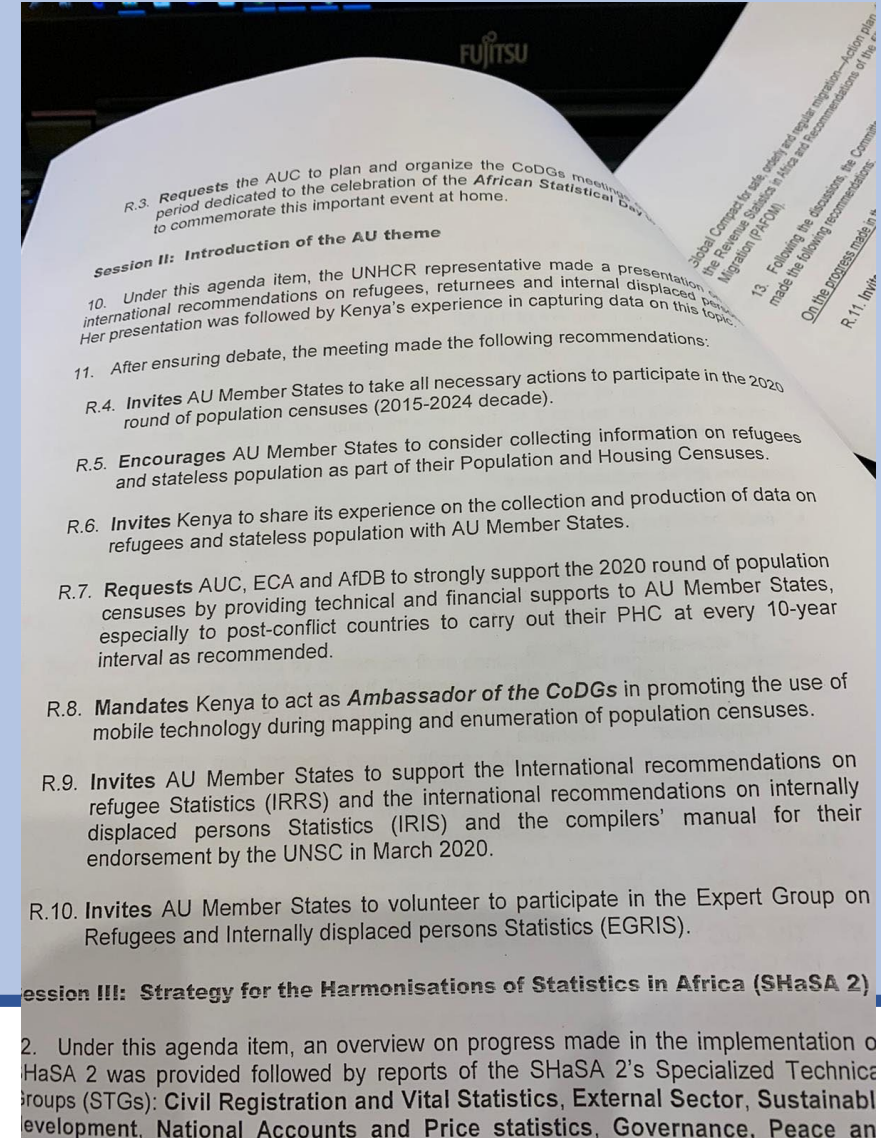 FUJITSU
R.3. Requests the AUC to plan and organize the CoDGs meetings
period dedicated to the celebration of the African Statistical Day
to commemorate this important event at home.
Session II: Introduction of the AU theme
10. Under this agenda item, the UNHCR representative made a presentation
international recommendations on refugees, returnees and internal displaced
Her presentation was followed by Kenya's experience in capturing data on this topic.
11. After ensuring debate, the meeting made the following recommendations:
R.4. Invites AU Member States to take all necessary actions to participate in the 2020
round of population censuses (2015-2024 decade).
R.5. Encourages AU Member States to consider collecting information on refugees
and stateless population as part of their Population and Housing Censuses.
R.6. Invites Kenya to share its experience on the collection and production of data on
refugees and stateless population with AU Member States.
R.7. Requests AUC, ECA and AfDB to strongly support the 2020 round of population
censuses by providing technical and financial supports to AU Member States,
especially to post-conflict countries to carry out their PHC at every 10-year
interval as recommended.
R.8. Mandates Kenya to act as Ambassador of the CoDGs in promoting the use of
mobile technology during mapping and enumeration of population censuses.
R.9. Invites AU Member States to support the International recommendations on
refugee Statistics (IRRS) and the international recommendations on internally
displaced persons Statistics (IRIS) and the compilers' manual for their
endorsement by the UNSC in March 2020.
R.10. Invites AU Member States to volunteer to participate in the Expert Group on
Refugees and Internally displaced persons Statistics (EGRIS).
ession III: Strategy for the Harmonisations of Statistics in Africa (SHaSA 2)
2. Under this agenda item, an overview on progress made in the implementation o
HaSA 2 was provided followed by reports of the SHaSA 2's Specialized Technica
roups (STGs): Civil Registration and Vital Statistics, External Sector, Sustainabl
evelopment, National Accounts and Price statistics, Governance, Peace an
Global Compact for safe, orderly and regular migration—Action plan
the Revenue Statistics in Africa and Recommendations of the
Migration (PAFOM).
13. Following the discussions, the Committ
made the following recommendations:
On the progress made in
R.11. Invit